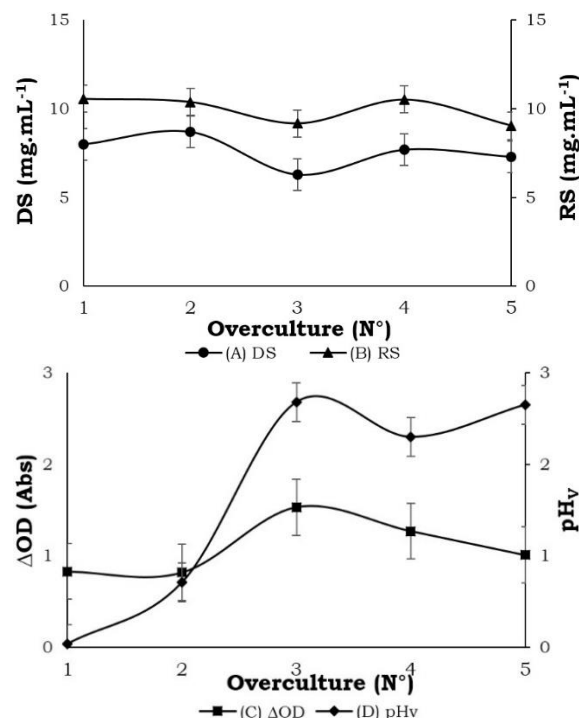 15
10
5
0
DS (mg.mL⁻¹)
15
10
5
0
RS (mg.mL⁻¹)
1 2 3 4 5
Overculture (N°)
(A) DS (B) RS
3
2
1
0
ΔOD (Abs)
3
2
1
0
pHv
1 2 3 4 5
Overculture (N°)
(C) ΔOD (D) pHv